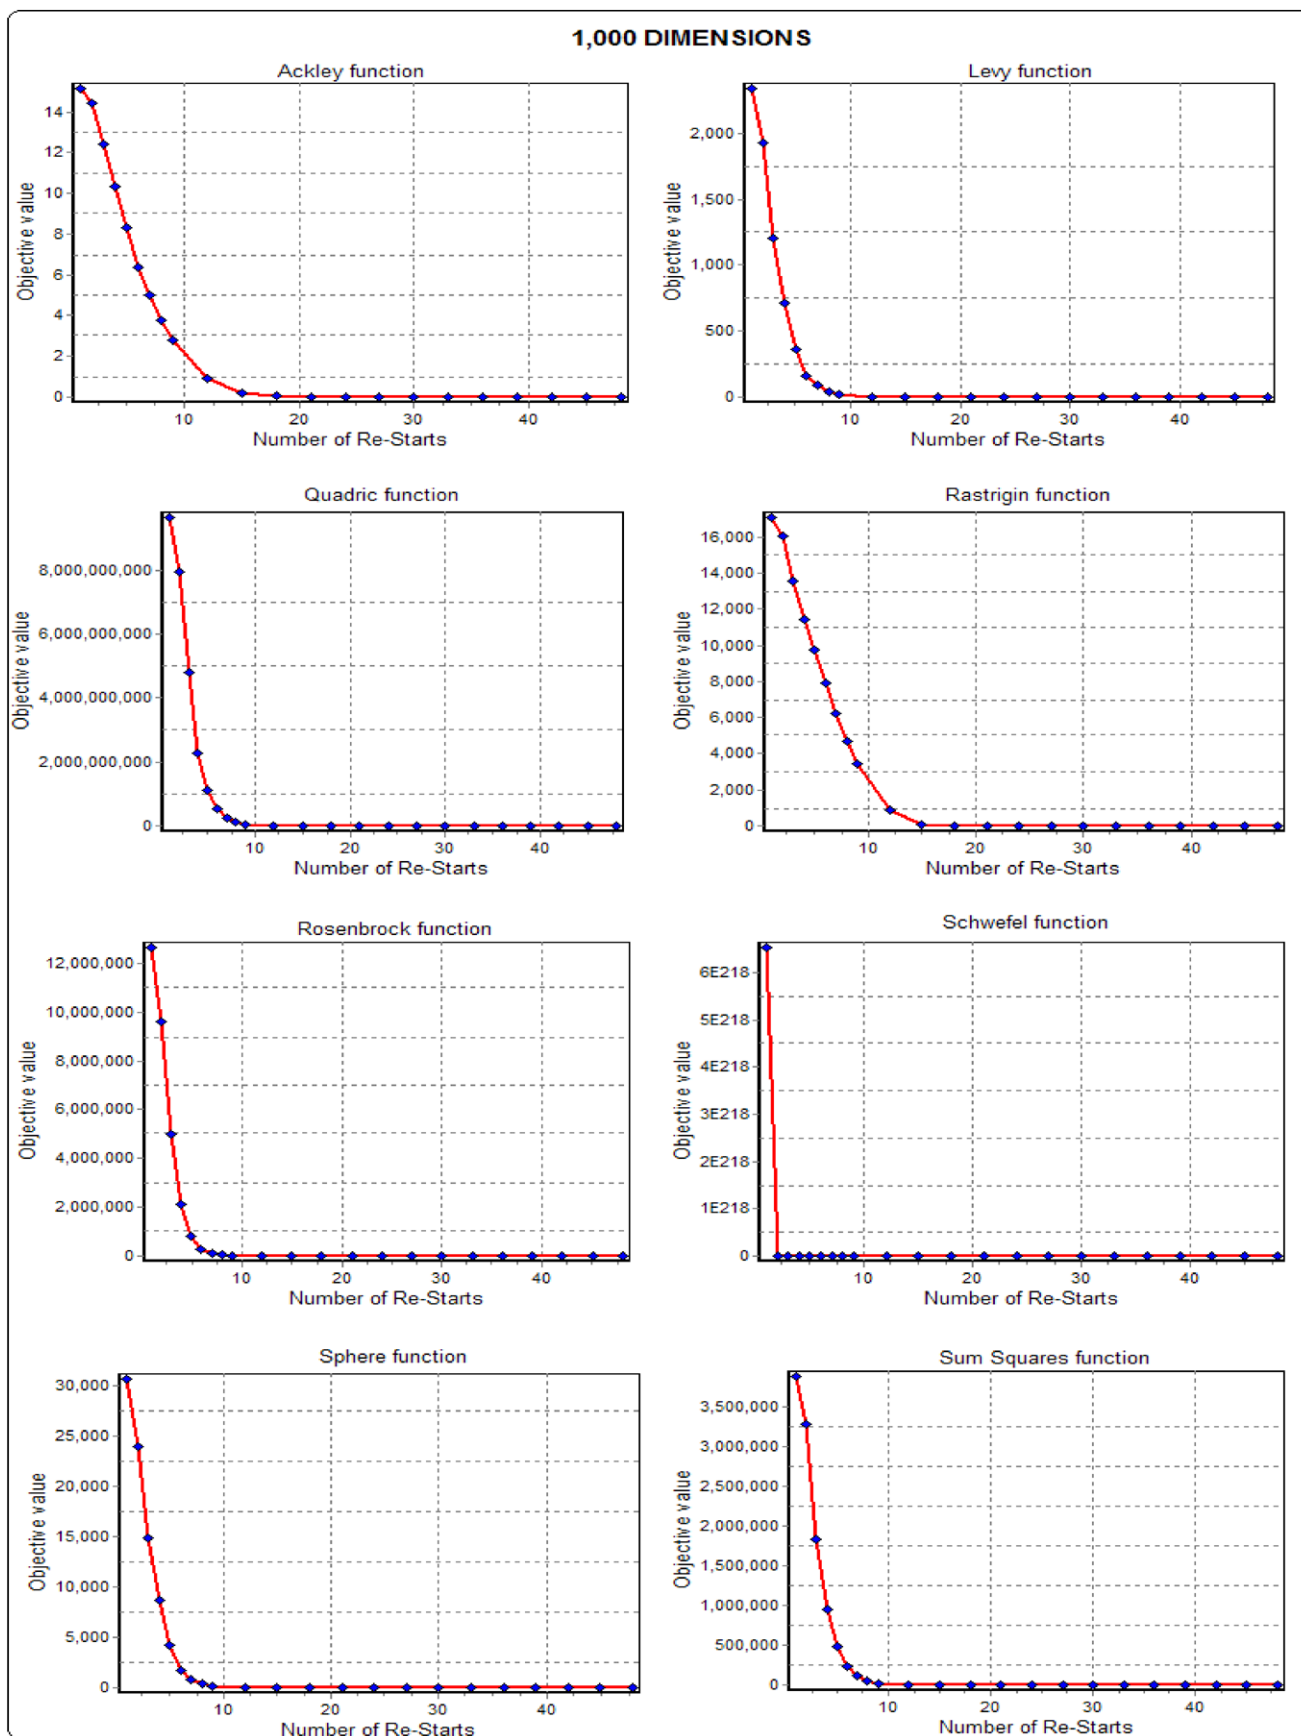 1,000 DIMENSIONS
Ackley function
Objective value
14
12
10
8
6
4
2
0
10
20
30
40
Number of Re-Starts
Levy function
Objective value
2,000
1,500
1,000
500
0
10
20
30
40
Number of Re-Starts
Quadric function
Objective value
8,000,000,000
6,000,000,000
4,000,000,000
2,000,000,000
0
10
20
30
40
Number of Re-Starts
Rastrigin function
Objective value
16,000
14,000
12,000
10,000
8,000
6,000
4,000
2,000
0
10
20
30
40
Number of Re-Starts
Rosenbrock function
Objective value
12,000,000
10,000,000
8,000,000
6,000,000
4,000,000
2,000,000
0
10
20
30
40
Number of Re-Starts
Schwefel function
Objective value
6E218
5E218
4E218
3E218
2E218
1E218
0
10
20
30
40
Number of Re-Starts
Sphere function
Objective value
30,000
25,000
20,000
15,000
10,000
5,000
0
10
20
30
40
Number of Re-Starts
Sum Squares function
Objective value
3,500,000
3,000,000
2,500,000
2,000,000
1,500,000
1,000,000
500,000
0
10
20
30
40
Number of Re-Starts